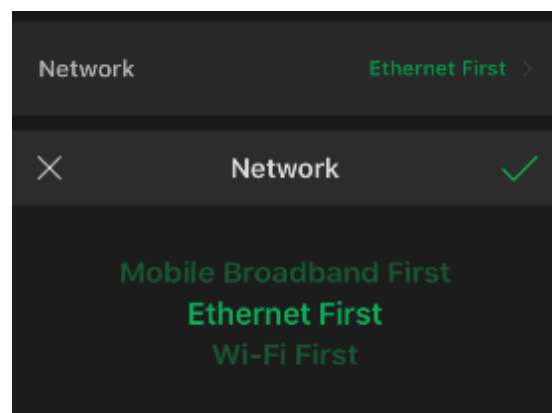 Network
Ethernet First
Network
Mobile Broadband First
Ethernet First
Wi-Fi First